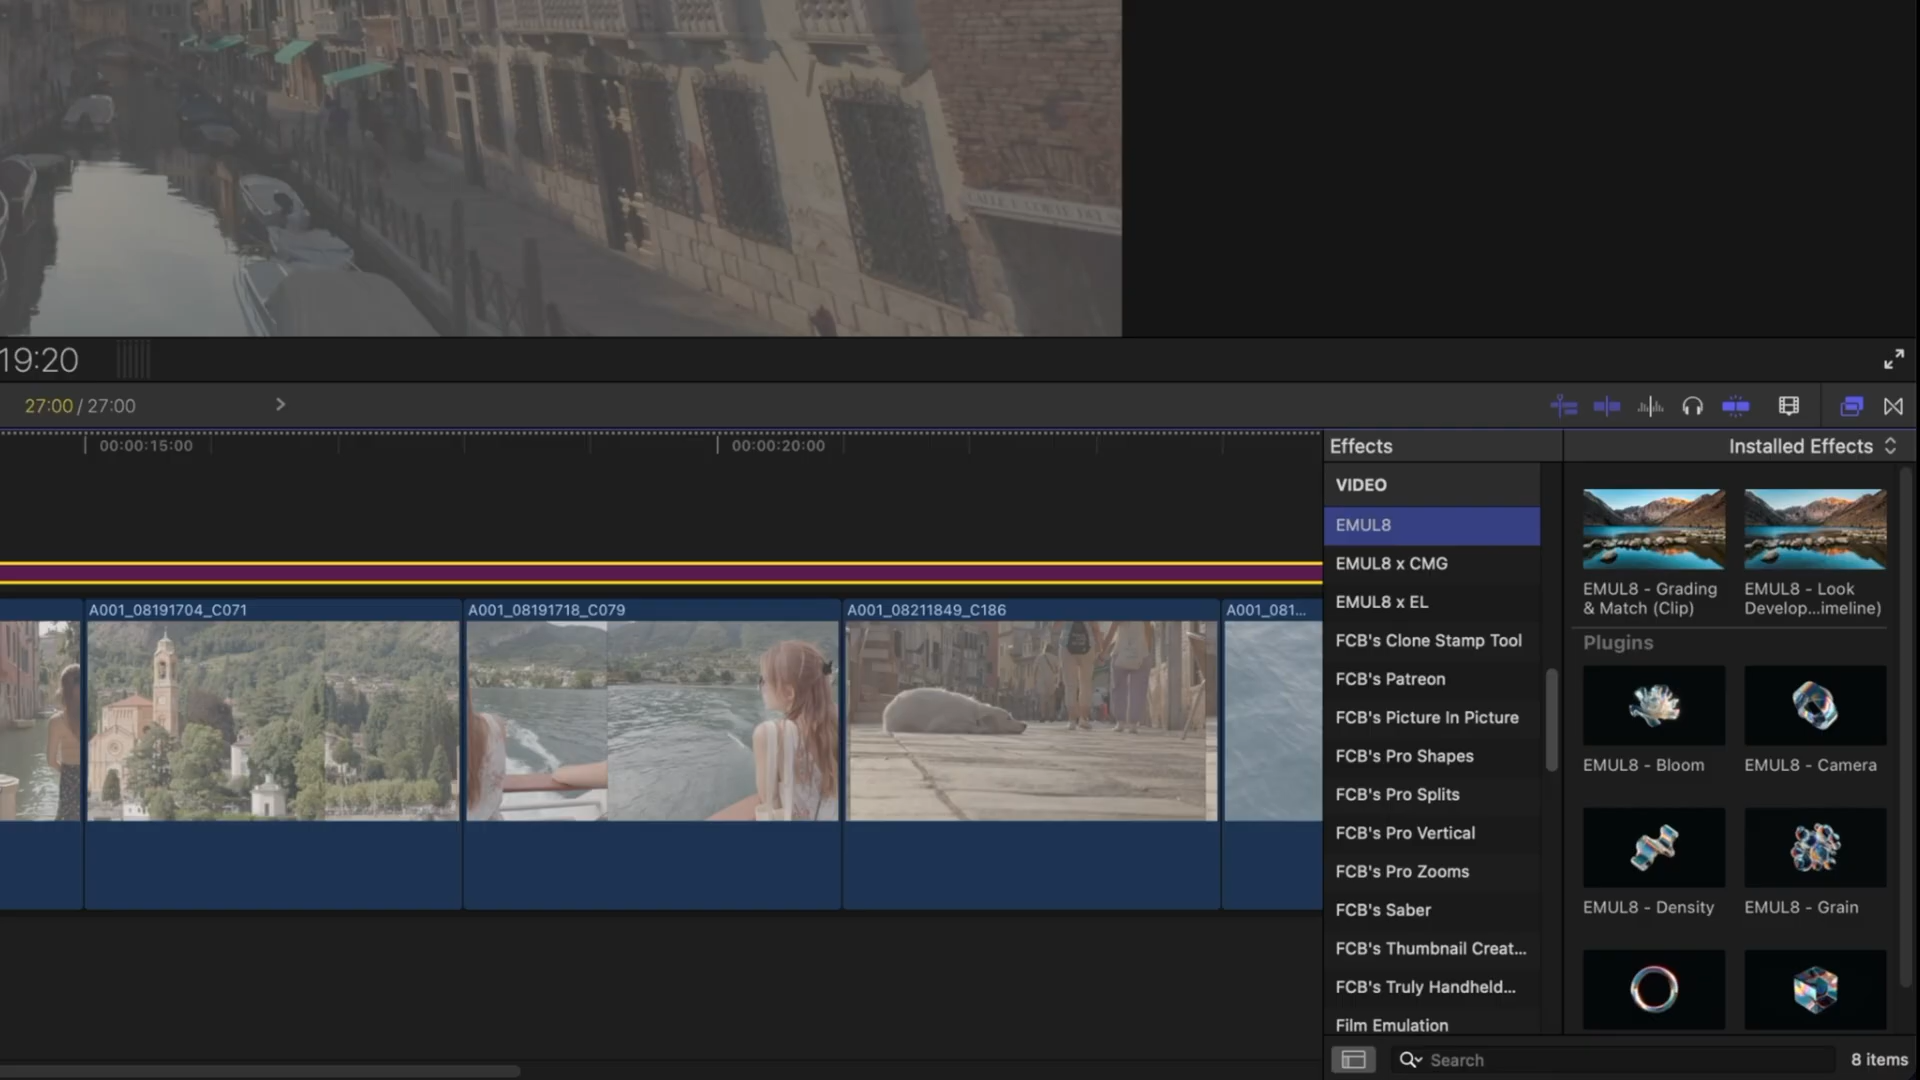 19:20
27:00 / 27:00
00:00:15:00
00:00:20:00
A001_08191704_C071
A001_08191718_C079
A001_08211849_C186
A001_081...
Effects
VIDEO
EMUL8
EMUL8 x CMG
EMUL8 x EL
FCB's Clone Stamp Tool
FCB's Patreon
FCB's Picture In Picture
FCB's Pro Shapes
FCB's Pro Splits
FCB's Pro Vertical
FCB's Pro Zooms
FCB's Saber
FCB's Thumbnail Creat...
FCB's Truly Handheld...
Film Emulation
Installed Effects
EMUL8 - Grading
& Match (Clip)
EMUL8 - Look
Develop...imeline)
Plugins
EMUL8 - Bloom
EMUL8 - Camera
EMUL8 - Density
EMUL8 - Grain
Search
8 items